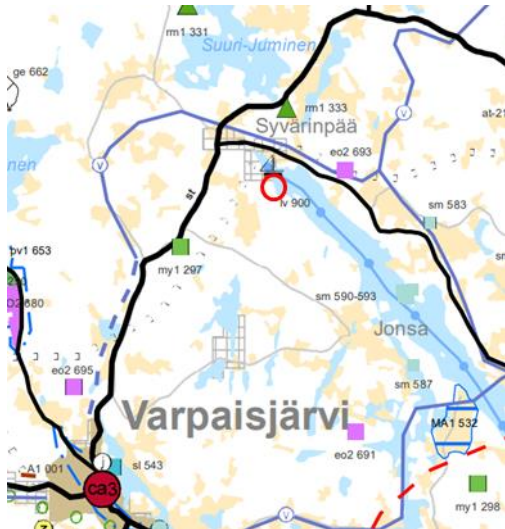 rm1 331
Suuri-Juminen
ge 662
rm1 333
Syvärinpää
v
at-21
eo2 693
v
lv 900
st
sm 583
my1 297
pv1 653
sm 590-593
Jonsa
eo2 695
sm 587
Varpaisjärvi
MA1 532
eo2 691
A1 001
j
sl 543
ca3
my1 298
v